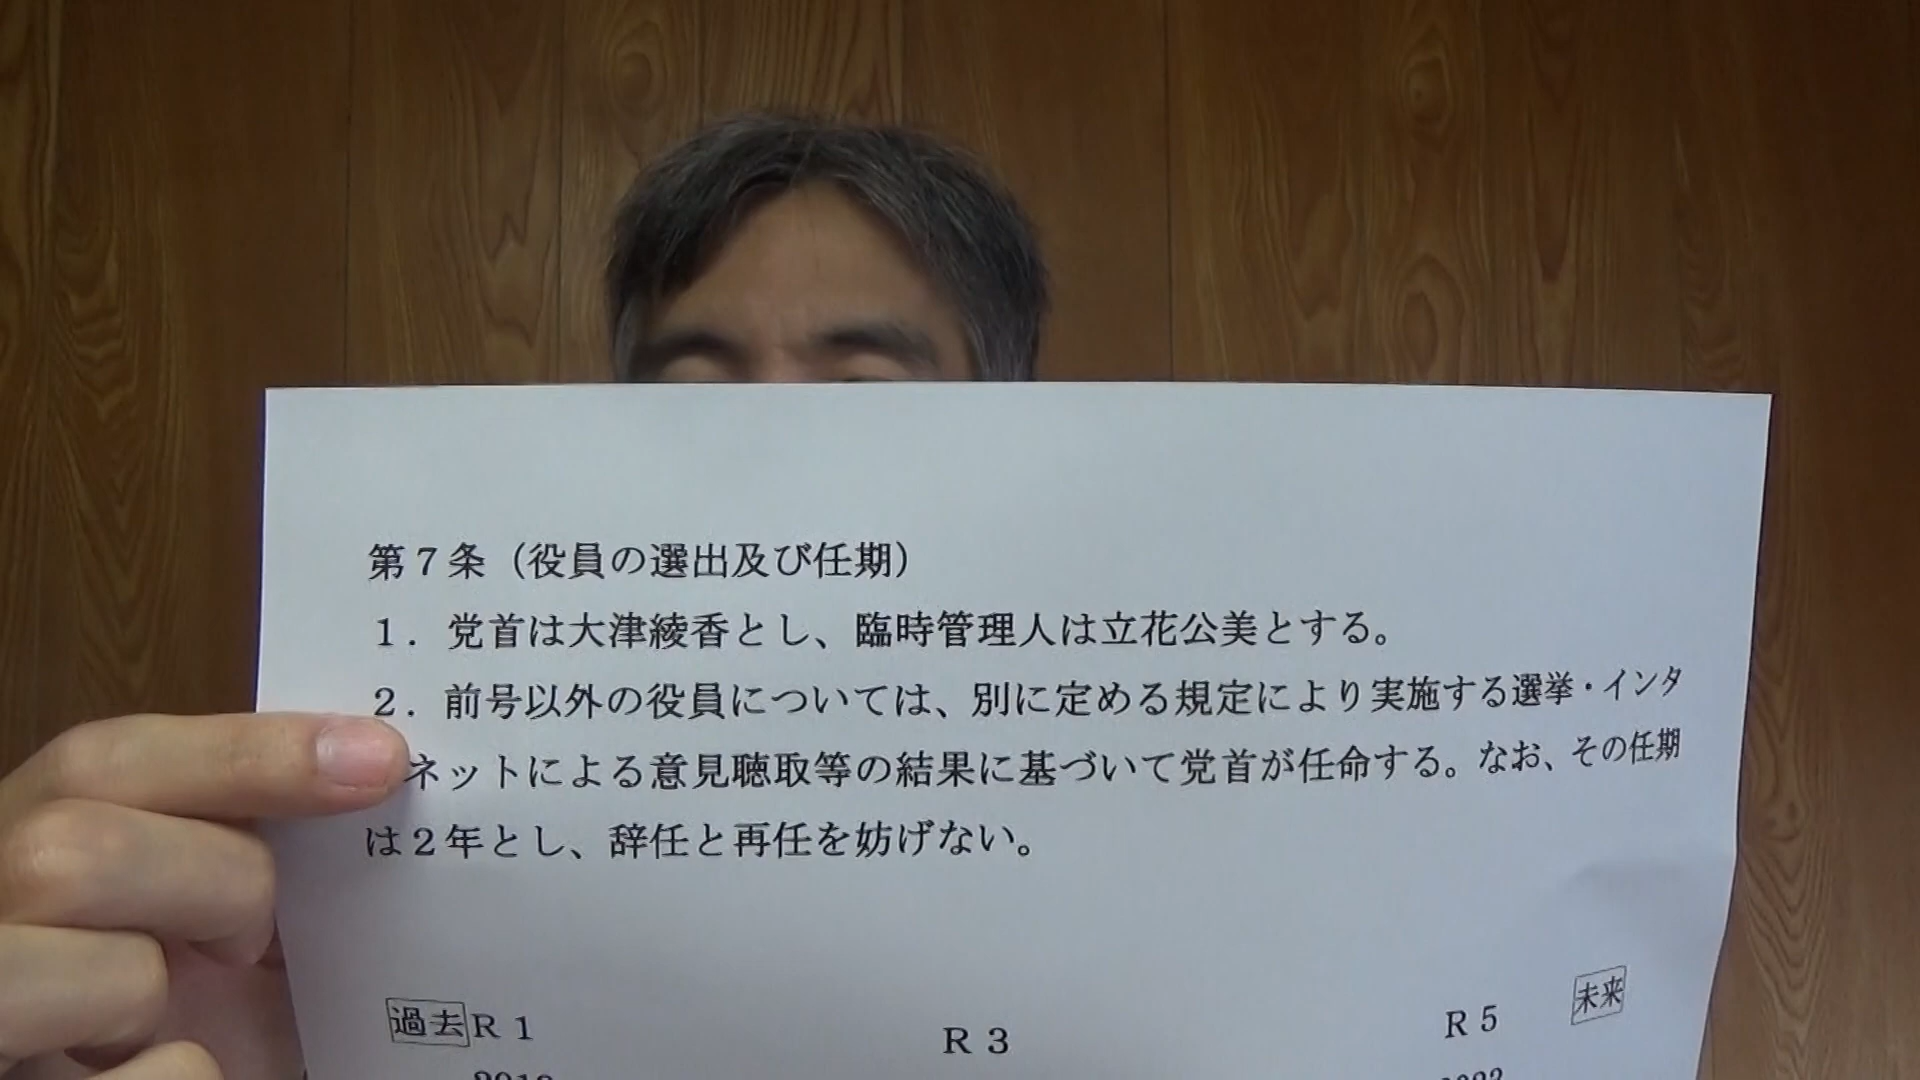 第７条（役員の選出及び任期）
１．党首は大津綾香とし、臨時管理人は立花公美とする。
２．前号以外の役員については、別に定める規定により実施する選挙・インタ
ネットによる意見聴取等の結果に基づいて党首が任命する。なお、その任期
は２年とし、辞任と再任を妨げない。
過去 Ｒ１ Ｒ３ Ｒ５ 未来